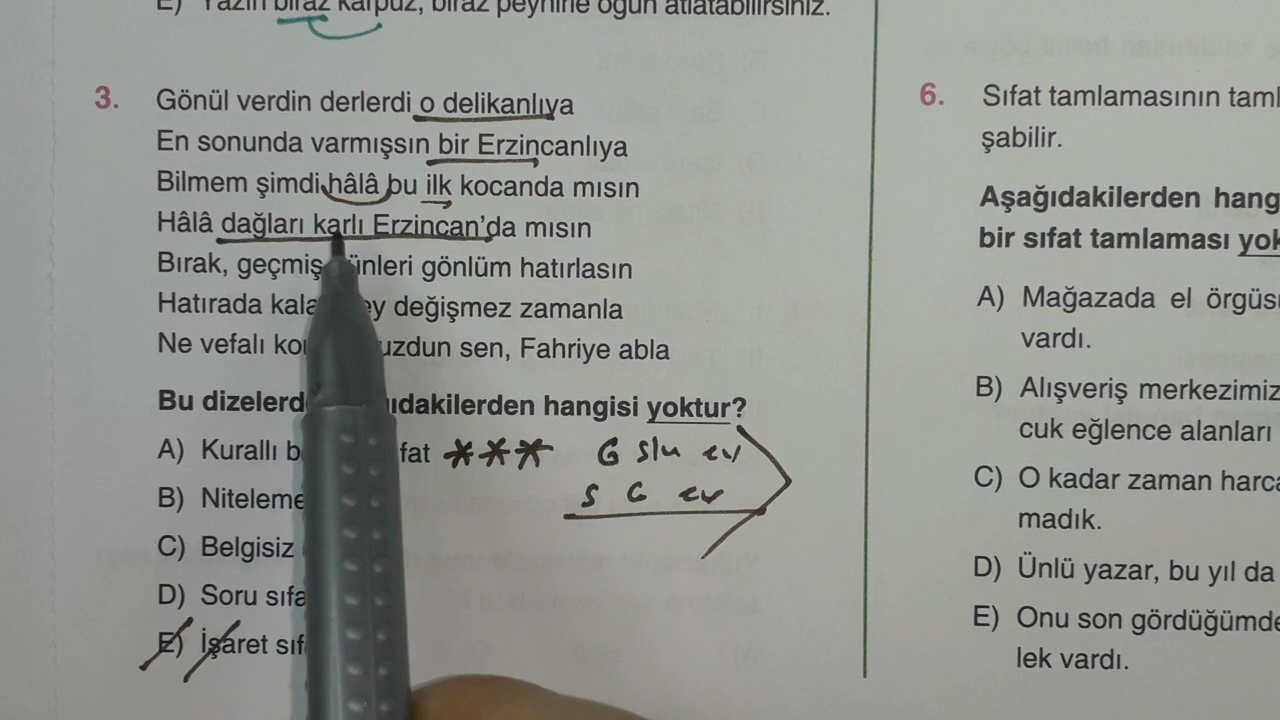 E) Yazın biraz karpuz, biraz peynirle öğün atlatabilirsiniz.
3. Gönül verdin derlerdi o delikanlıya
En sonunda varmışsın bir Erzincanlıya
Bilmem şimdi hâlâ bu ilk kocanda mısın
Hâlâ dağları karlı Erzincan'da mısın
Bırak, geçmiş ünleri gönlüm hatırlasın
Hatırada kala ey değişmez zamanla
Ne vefalı ko uzdun sen, Fahriye abla
Bu dizelerd ıdakilerden hangisi yoktur?
A) Kurallı b fat ***
G slu ev
S G ev
B) Niteleme
C) Belgisiz
D) Soru sıfa
E) İşaret sıf
6. Sıfat tamlamasının taml
şabilir.
Aşağıdakilerden hang
bir sıfat tamlaması yok
A) Mağazada el örgüs
vardı.
B) Alışveriş merkezimiz
cuk eğlence alanları
C) O kadar zaman harca
madık.
D) Ünlü yazar, bu yıl da
E) Onu son gördüğümde
lek vardı.